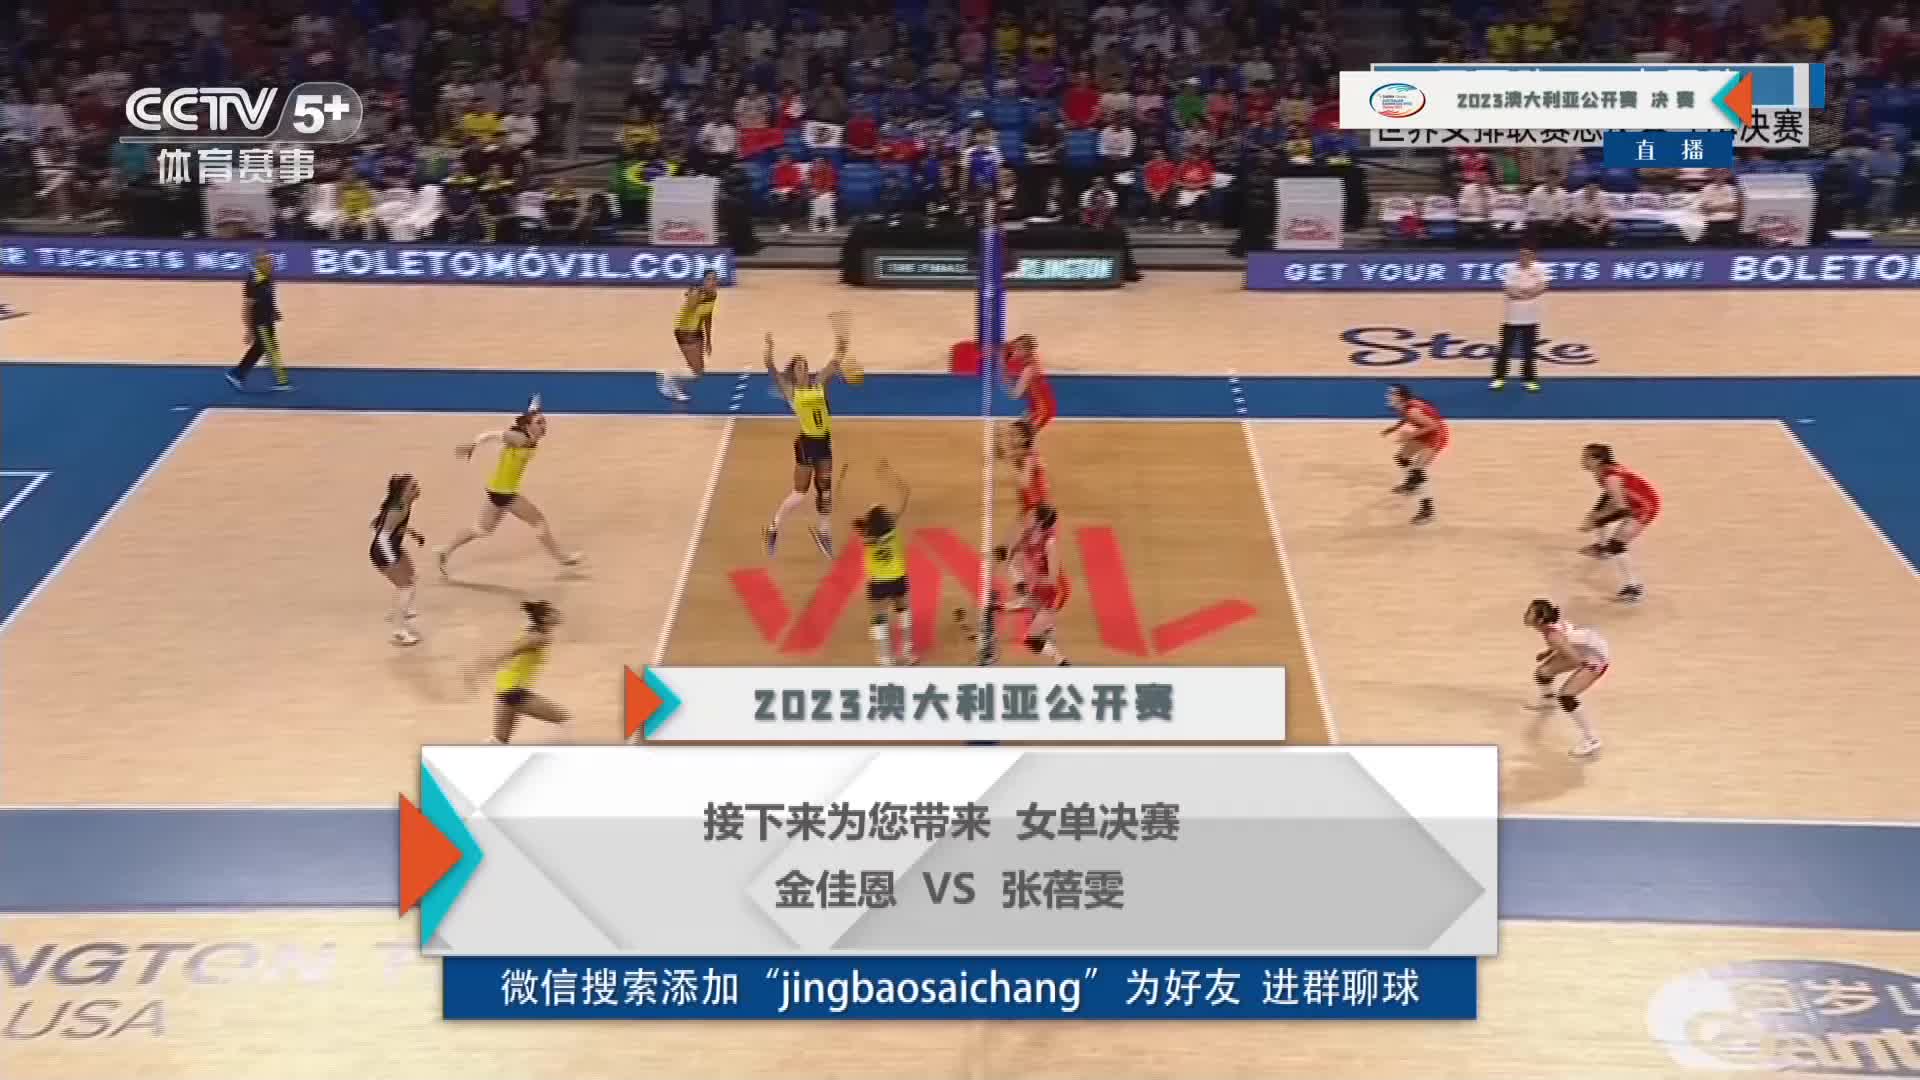 CCTV 5+
体育赛事
2023澳大利亚公开赛 决赛
决赛
直 播
BOLETOMÓVIL.COM
GET YOUR TICKETS NOW!
Stake
VNL
2023澳大利亚公开赛
接下来为您带来 女单决赛
金佳恩 VS 张蓓雯
微信搜索添加“jingbaosaichang”为好友 进群聊球
USA